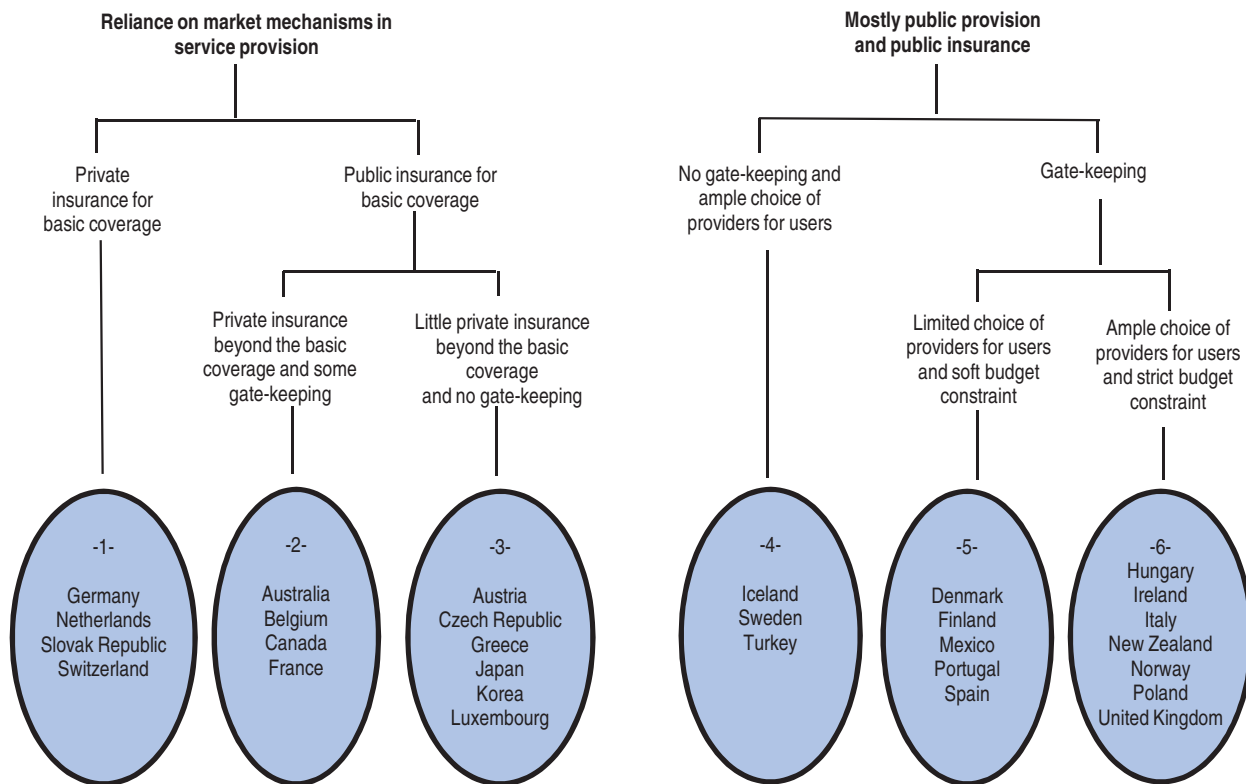 Reliance on market mechanisms in
service provision
Mostly public provision
and public insurance
Private
insurance for
basic coverage
Public insurance for
basic coverage
No gate-keeping and
ample choice of
providers for users
Gate-keeping
Private insurance
beyond the basic
coverage and some
gate-keeping
Little private insurance
beyond the basic
coverage
and no gate-keeping
Limited choice of
providers for users
and soft budget
constraint
Ample choice of
providers for users
and strict budget
constraint
-1-
Germany
Netherlands
Slovak Republic
Switzerland
-2-
Australia
Belgium
Canada
France
-3-
Austria
Czech Republic
Greece
Japan
Korea
Luxembourg
-4-
Iceland
Sweden
Turkey
-5-
Denmark
Finland
Mexico
Portugal
Spain
-6-
Hungary
Ireland
Italy
New Zealand
Norway
Poland
United Kingdom